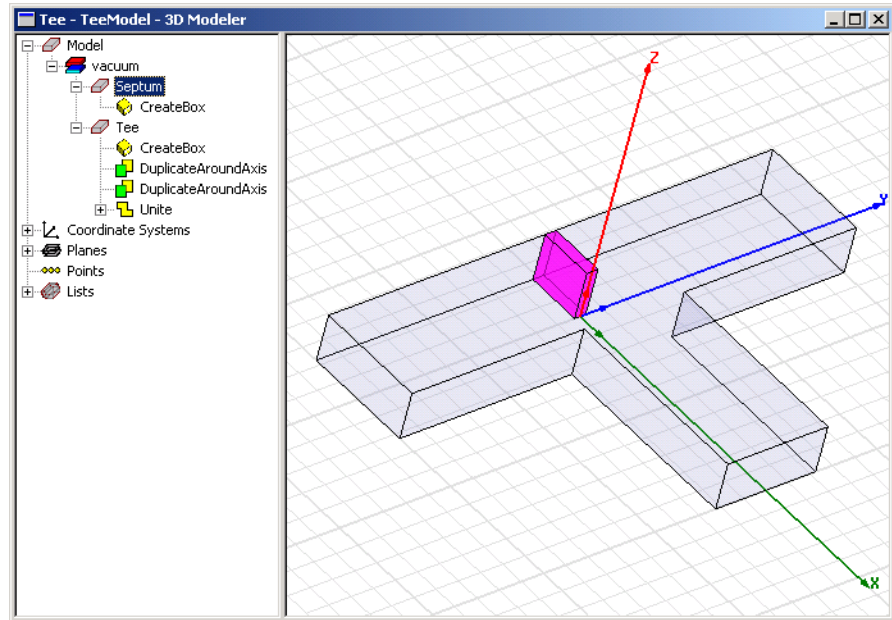 Tee - TeeModel - 3D Modeler
Model
vacuum
Septum
CreateBox
Tee
CreateBox
DuplicateAroundAxis
DuplicateAroundAxis
Unite
Coordinate Systems
Planes
Points
Lists
Z
Y
X